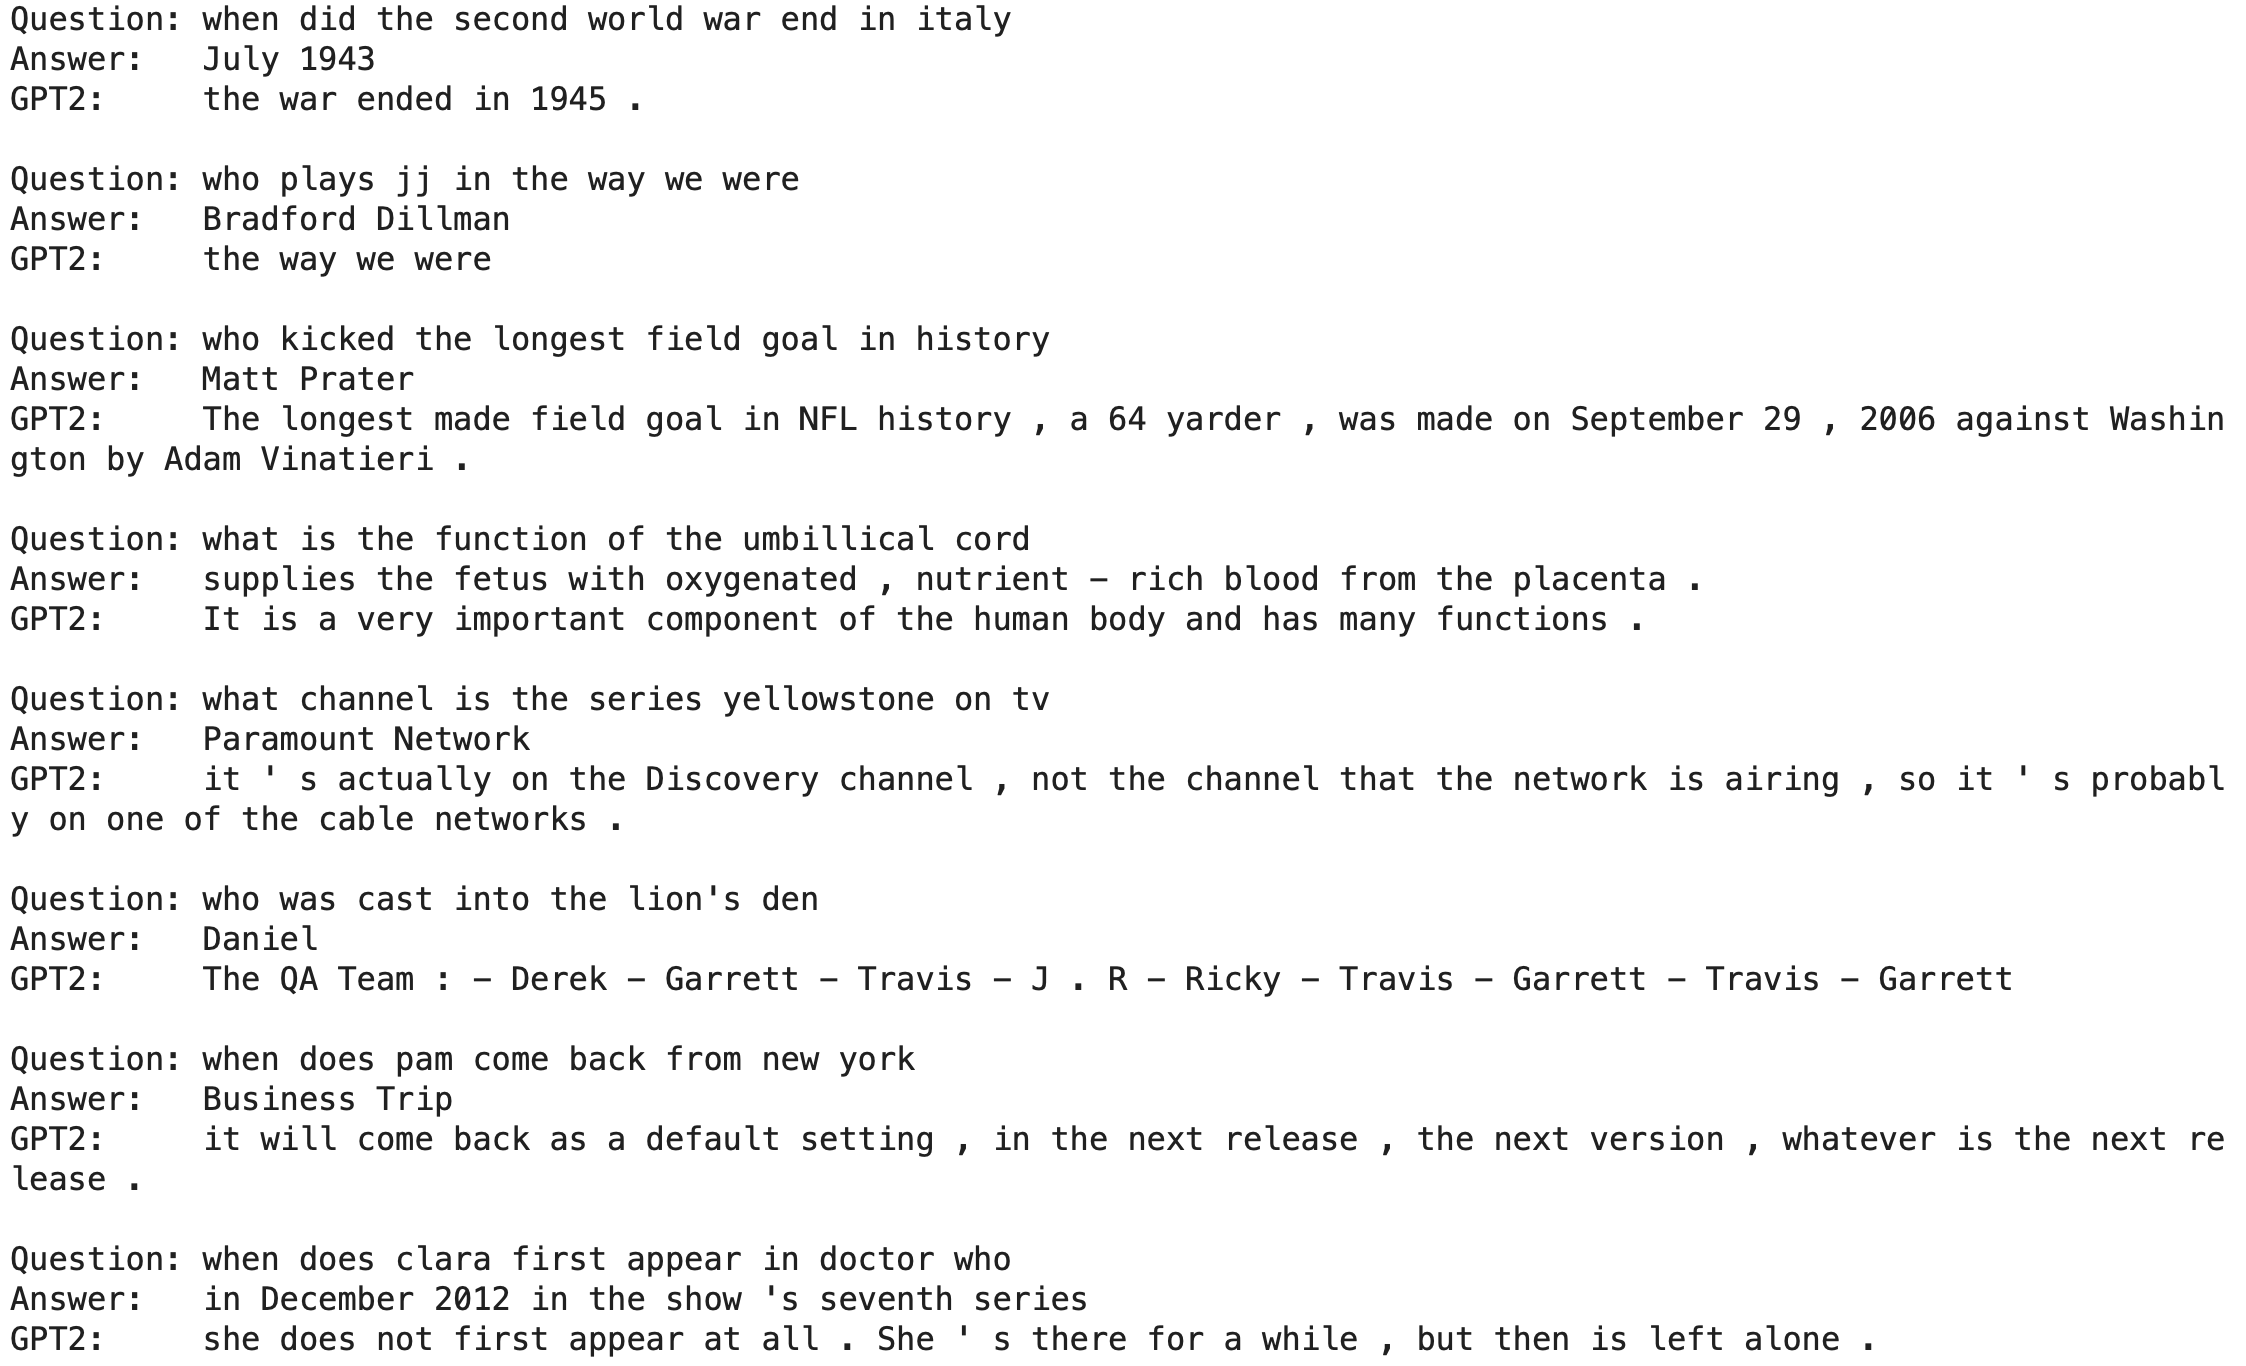 Question: when did the second world war end in italy
Answer:   July 1943
GPT2:     the war ended in 1945 .
Question: who plays jj in the way we were
Answer:   Bradford Dillman
GPT2:     the way we were
Question: who kicked the longest field goal in history
Answer:   Matt Prater
GPT2:     The longest made field goal in NFL history , a 64 yarder , was made on September 29 , 2006 against Washin
gton by Adam Vinatieri .
Question: what is the function of the umbillical cord
Answer:   supplies the fetus with oxygenated , nutrient – rich blood from the placenta .
GPT2:     It is a very important component of the human body and has many functions .
Question: what channel is the series yellowstone on tv
Answer:   Paramount Network
GPT2:     it ' s actually on the Discovery channel , not the channel that the network is airing , so it ' s probabl
y on one of the cable networks .
Question: who was cast into the lion's den
Answer:   Daniel
GPT2:     The QA Team : – Derek – Garrett – Travis – J . R – Ricky – Travis – Garrett – Travis – Garrett
Question: when does pam come back from new york
Answer:   Business Trip
GPT2:     it will come back as a default setting , in the next release , the next version , whatever is the next re
lease .
Question: when does clara first appear in doctor who
Answer:   in December 2012 in the show 's seventh series
GPT2:     she does not first appear at all . She ' s there for a while , but then is left alone .